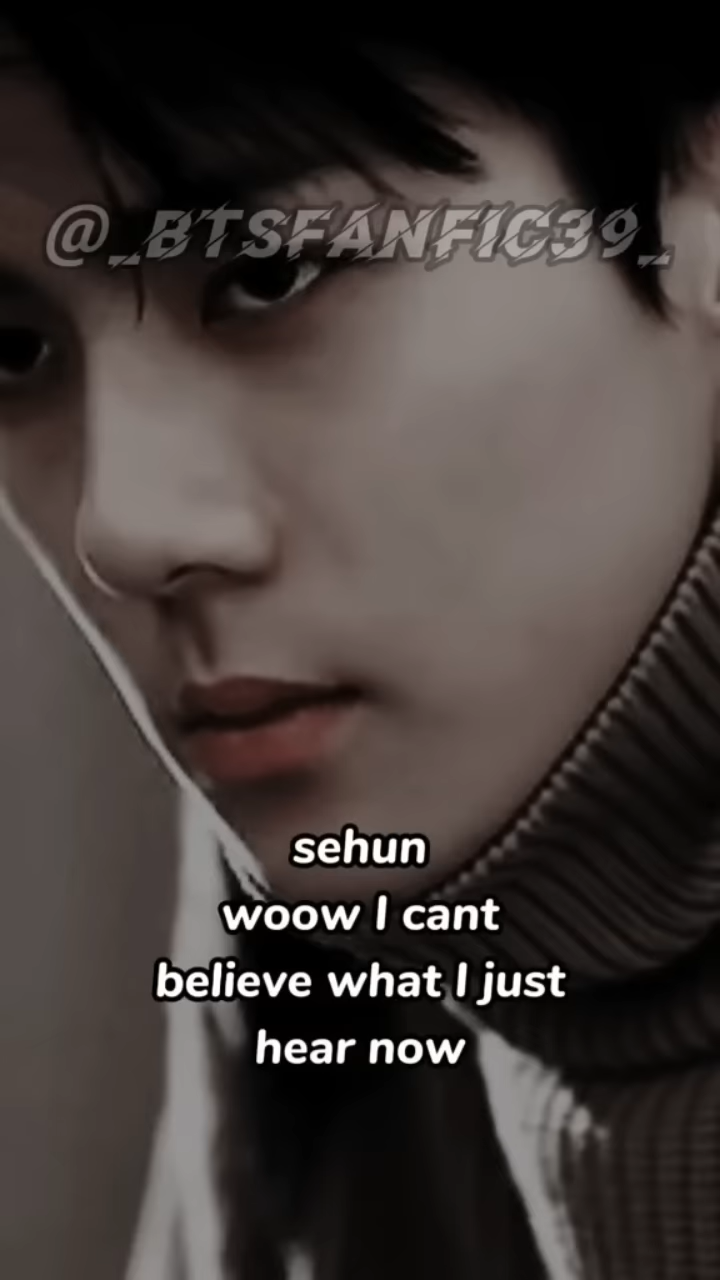 @_BTSFANFIC39_
sehun
woow I cant
believe what I just
hear now